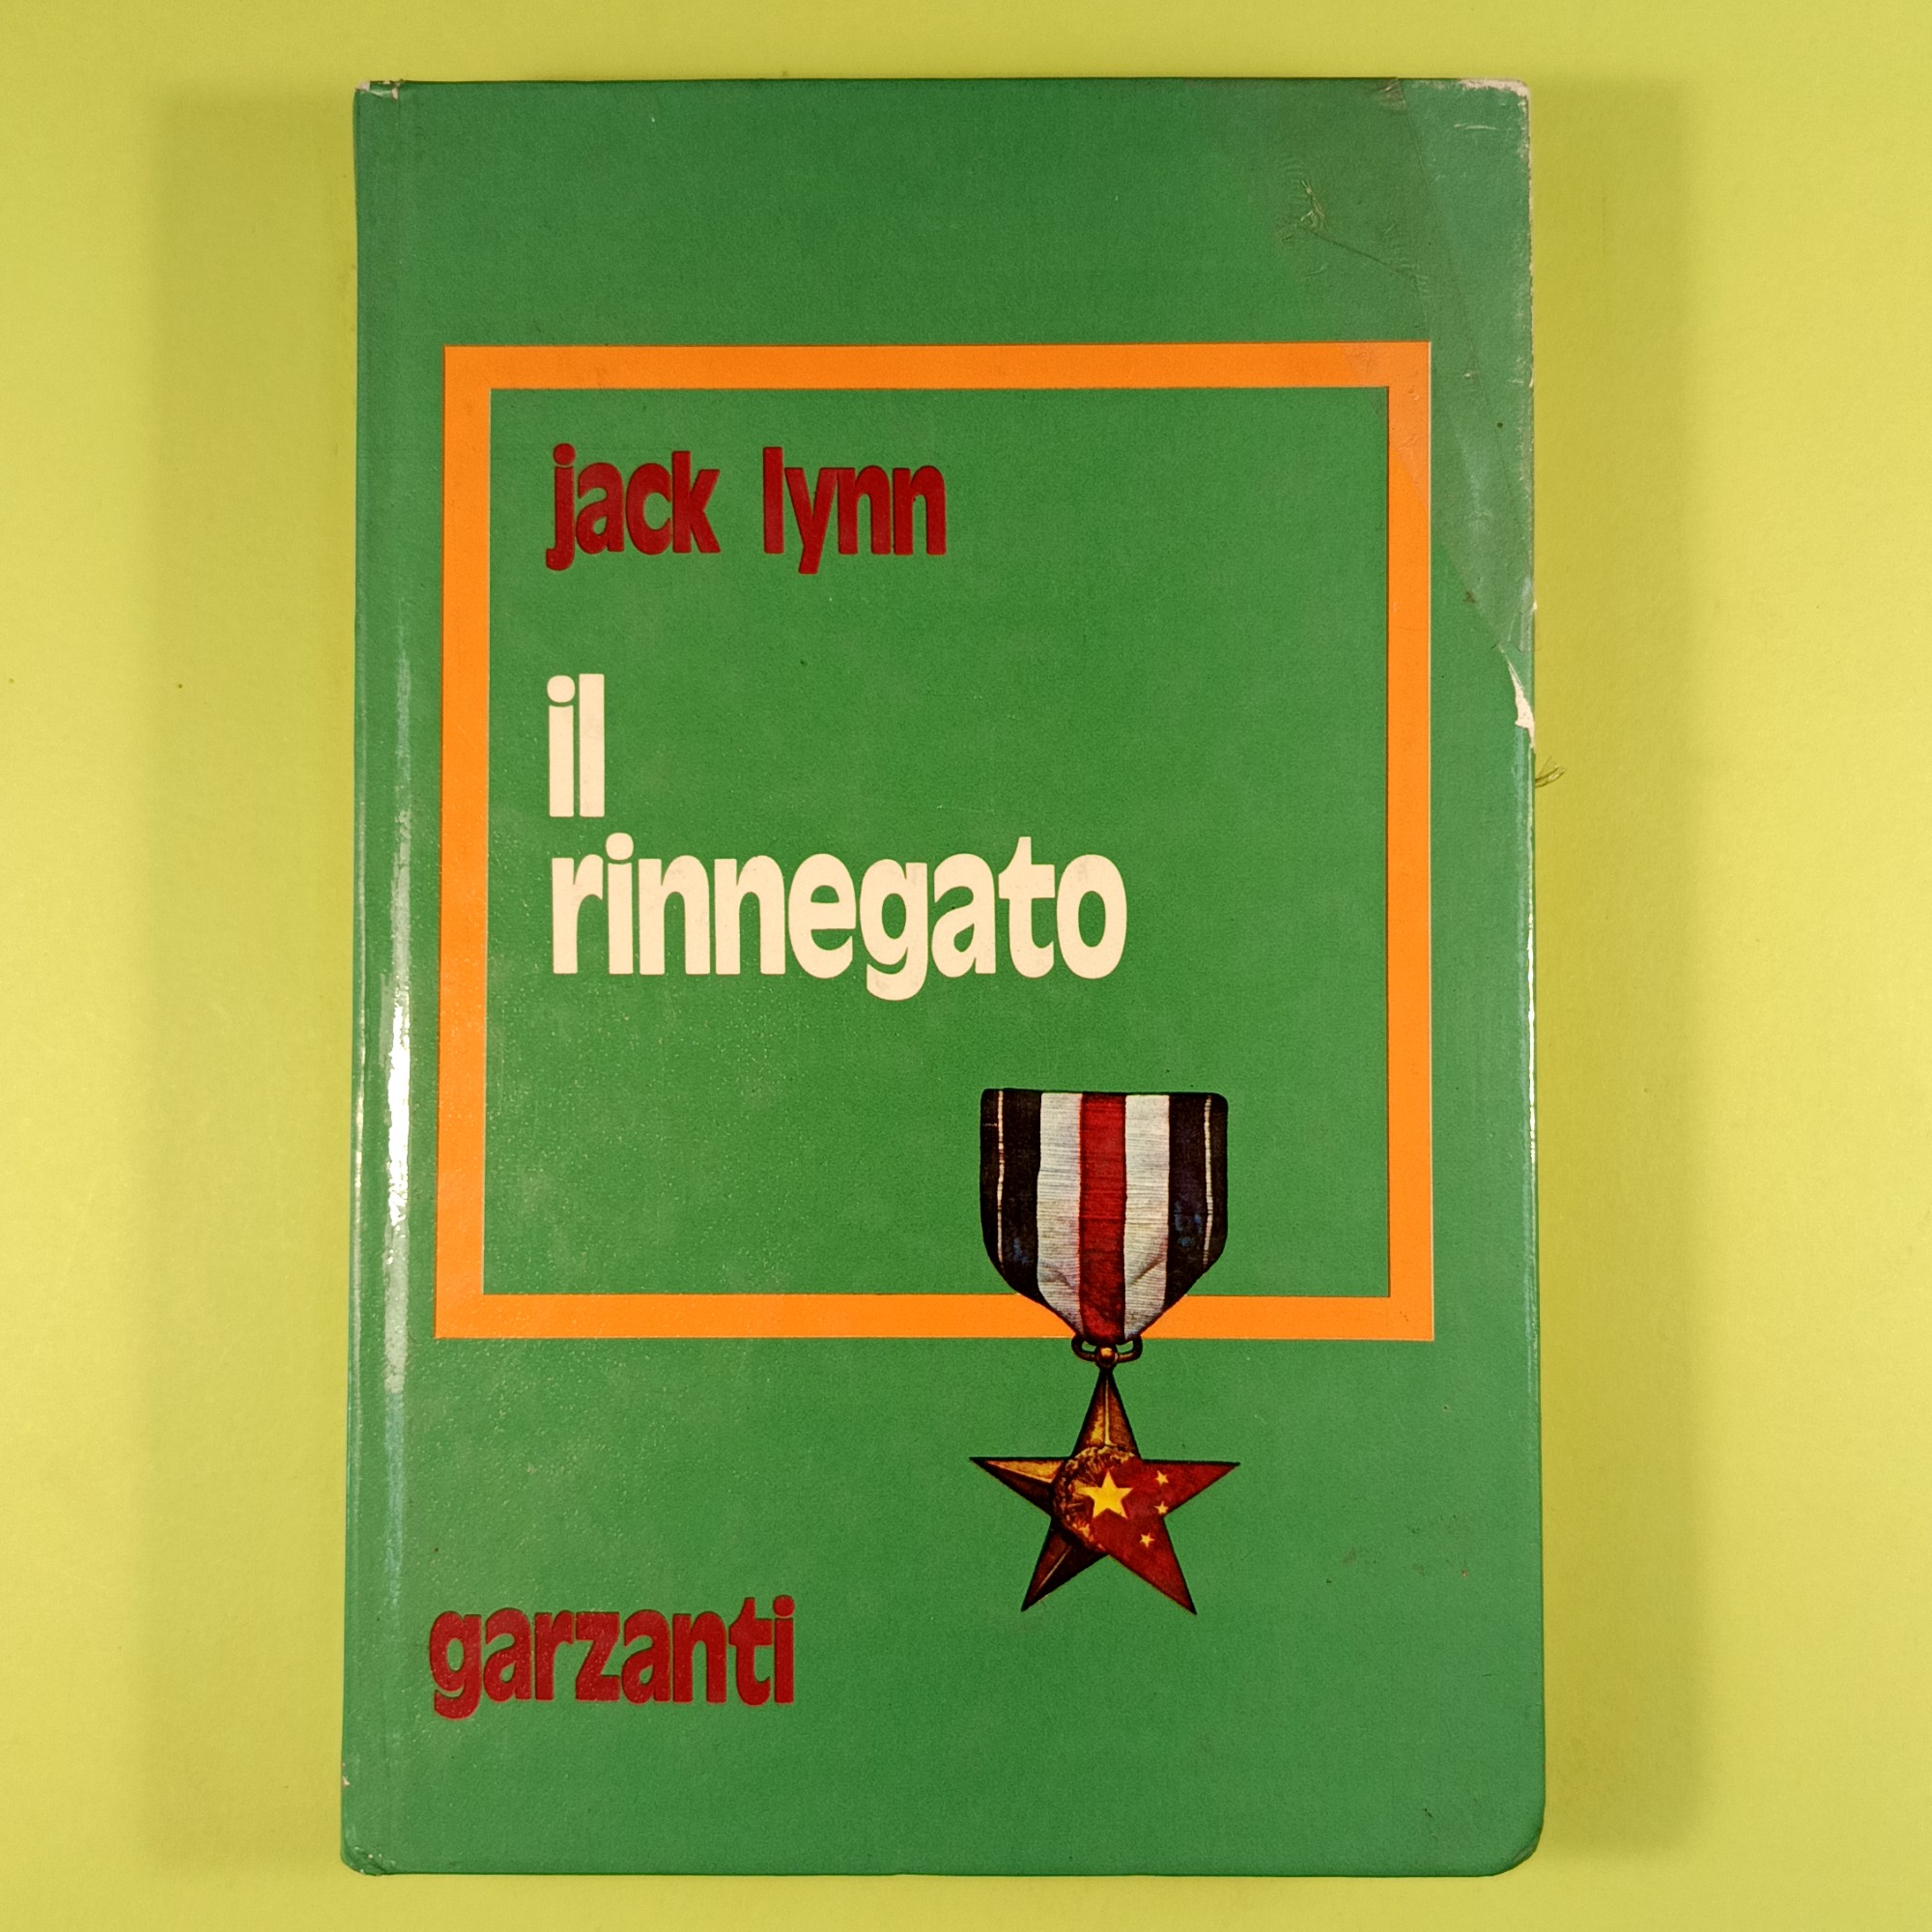 jack lynn
il
rinnegato
garzanti